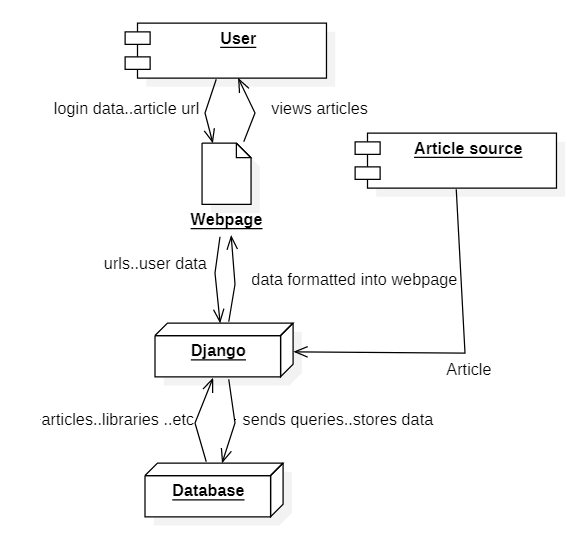 User
login data..article url
views articles
Article source
Webpage
urls..user data
data formatted into webpage
Django
Article
articles..libraries ..etc
sends queries..stores data
Database